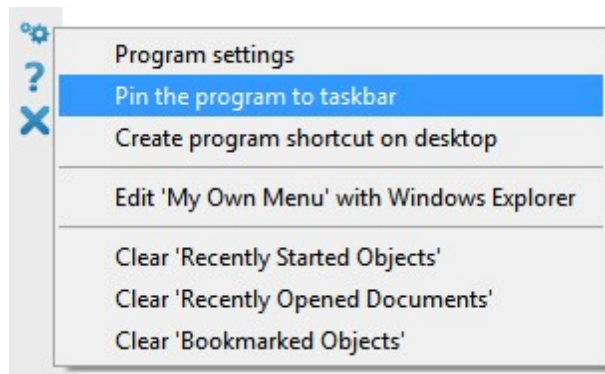 Program settings
Pin the program to taskbar
Create program shortcut on desktop
Edit 'My Own Menu' with Windows Explorer
Clear 'Recently Started Objects'
Clear 'Recently Opened Documents'
Clear 'Bookmarked Objects'